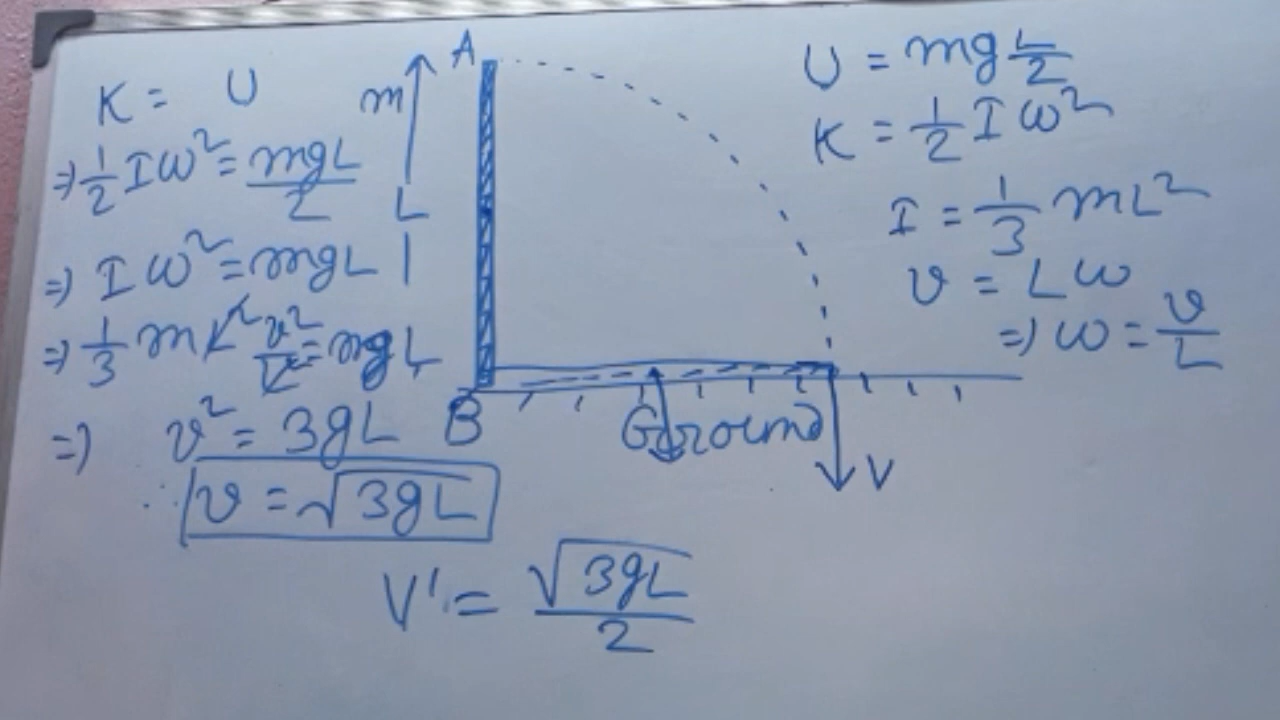 K = U
⇒ 1/2 Iω² = mgL/2
⇒ Iω² = mgL
⇒ 1/3 mL² v²/L² = mgL
⇒ v² = 3gL
∴ v = √3gL
V' = √3gL/2
m
L
A
B
Ground
V
U = mg L/2
K = 1/2 Iω²
I = 1/3 mL²
v = Lω
⇒ ω = v/L